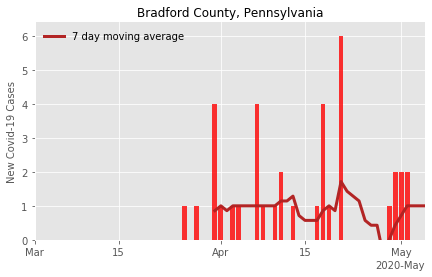 Bradford County, Pennsylvania
7 day moving average
New Covid-19 Cases
6
5
4
3
2
1
0
Mar 15 Apr 15 May
2020-May